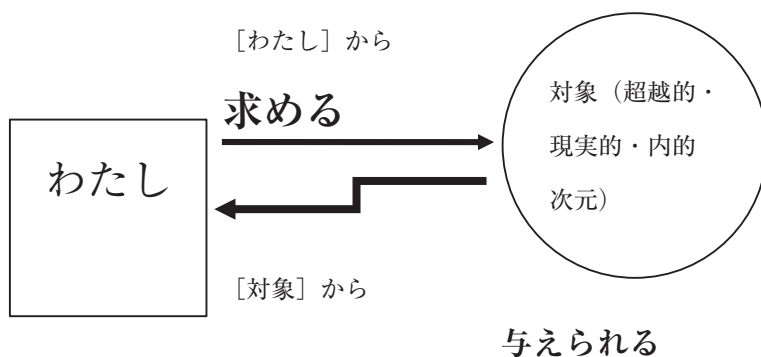 [わたし]から
求める
わたし
対象(超越的・
現実的・内的
次元)
[対象]から
与えられる